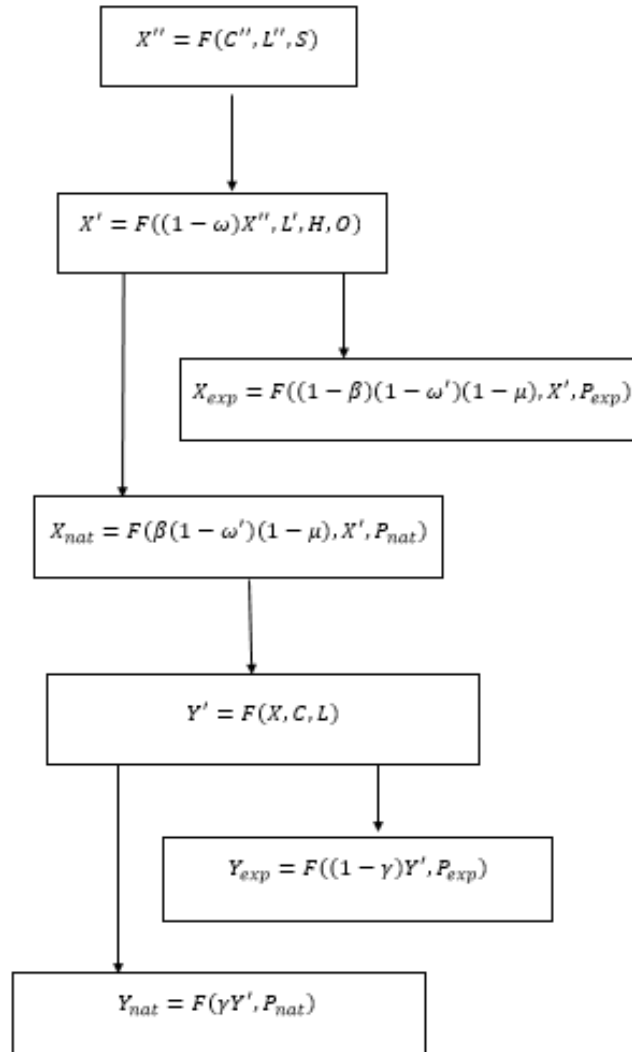 X'' = F(C'', L'', S)
X' = F((1 − ω)X'', L', H, O)
X_exp = F((1 − β)(1 − ω')(1 − μ), X', P_exp)
X_nat = F(β(1 − ω')(1 − μ), X', P_nat)
Y' = F(X, C, L)
Y_exp = F((1 − γ)Y', P_exp)
Y_nat = F(γY', P_nat)